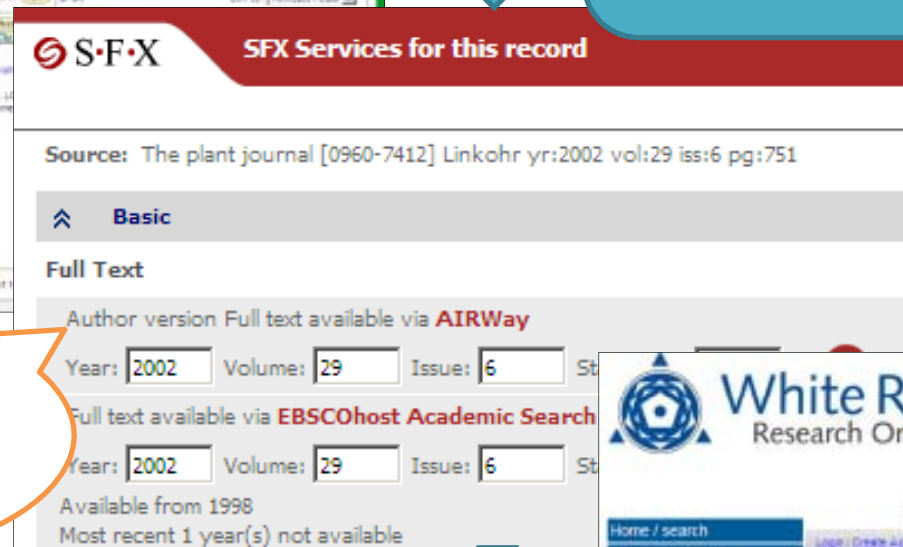 S·F·X SFX Services for this record
Source: The plant journal [0960-7412] Linkohr yr:2002 vol:29 iss:6 pg:751
Basic
Full Text
Author version Full text available via AIRWay
Year: 2002 Volume: 29 Issue: 6
Full text available via EBSCOhost Academic Search
Year: 2002 Volume: 29 Issue: 6
Available from 1998
Most recent 1 year(s) not available
White R
Research Or
Home / search